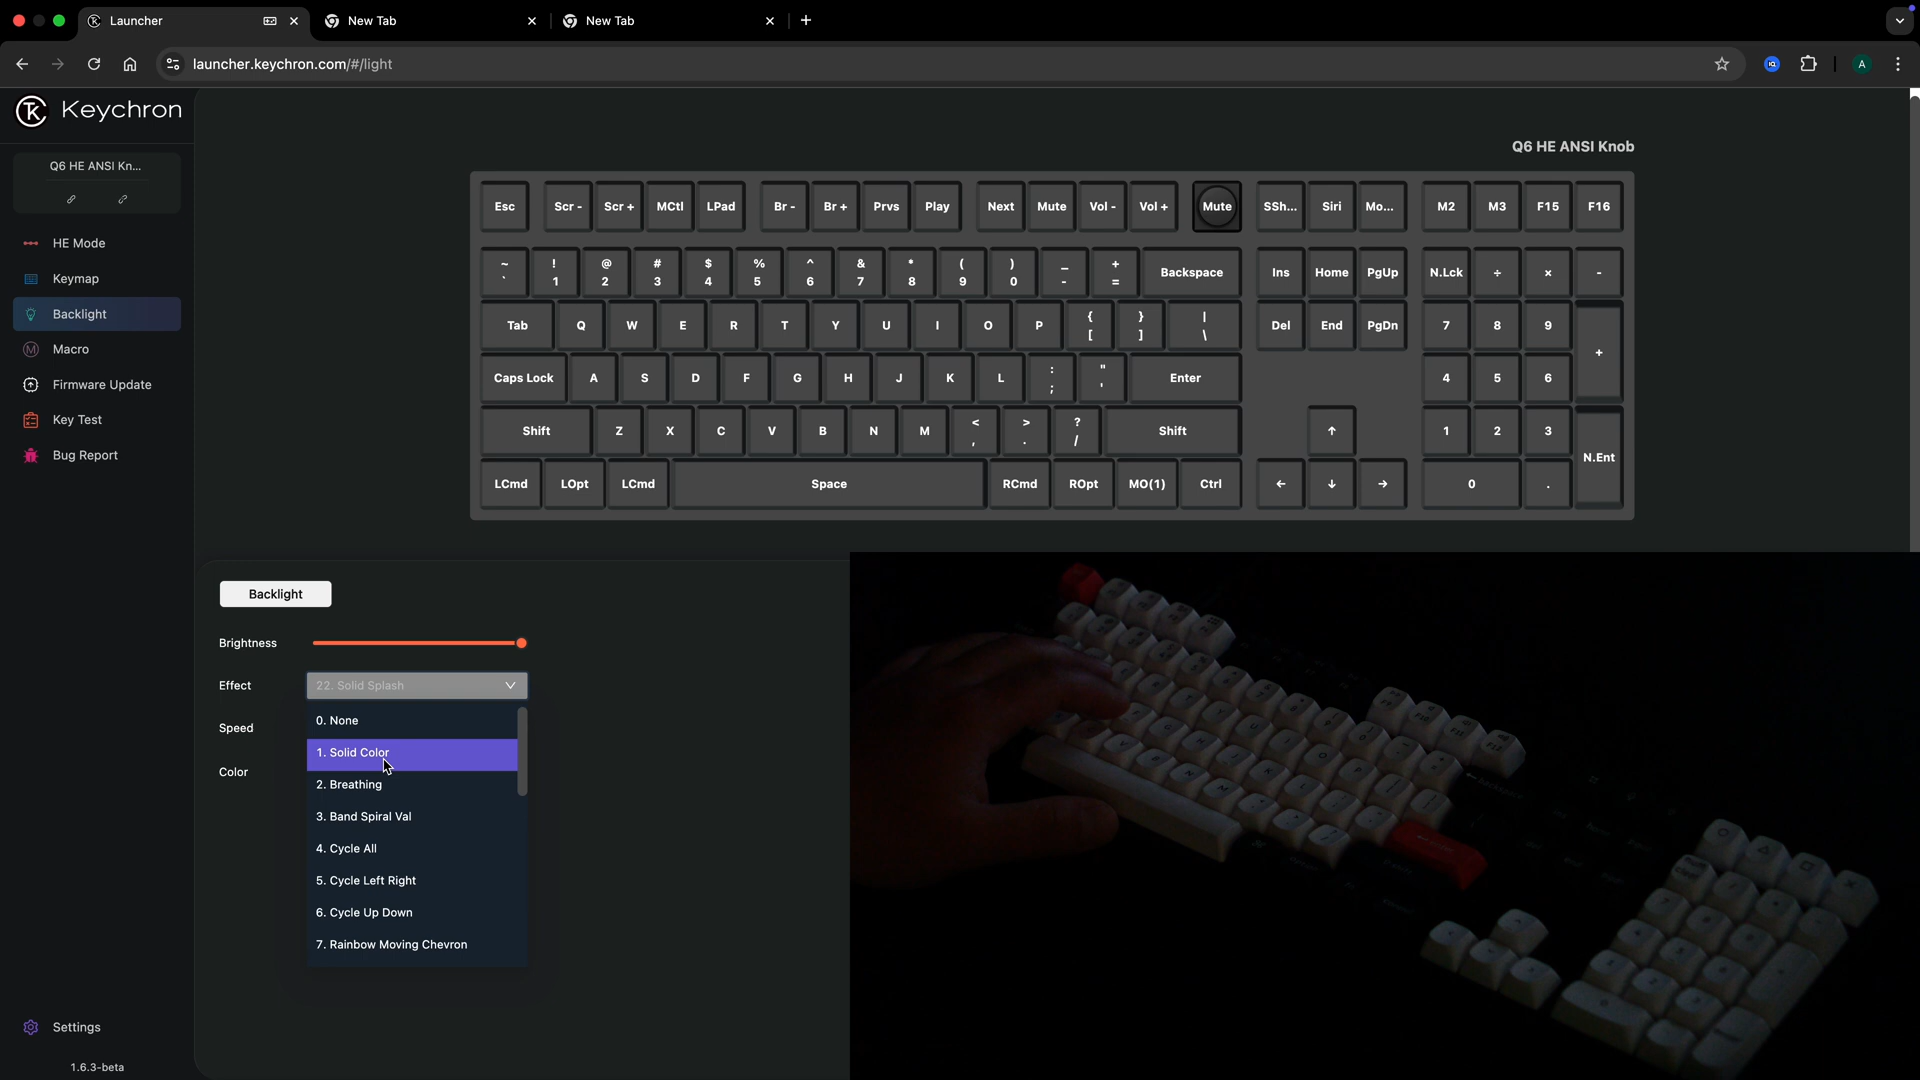 Launcher
New Tab
New Tab
launcher.keychron.com/#/light
A
Keychron
Q6 HE ANSI Kn...
HE Mode
Keymap
Backlight
Macro
Firmware Update
Key Test
Bug Report
Settings
1.6.3-beta
Q6 HE ANSI Knob
Esc Scr - Scr + MCtl LPad Br - Br + Prvs Play Next Mute Vol - Vol + Mute SSh... Siri Mo... M2 M3 F15 F16
~ ! @ # $ % ^ & * ( ) _ +
` 1 2 3 4 5 6 7 8 9 0 - = Backspace Ins Home PgUp N.Lck ÷ × -
Tab Q W E R T Y U I O P { [ } ] | \ Del End PgDn 7 8 9 +
Caps Lock A S D F G H J K L : ; " ' Enter 4 5 6
Shift Z X C V B N M < , > . ? / Shift ↑ 1 2 3 N.Ent
LCmd LOpt LCmd Space RCmd ROpt MO(1) Ctrl ← ↓ → 0 .
Backlight
Brightness
Effect 22. Solid Splash
Speed
Color
0. None
1. Solid Color
2. Breathing
3. Band Spiral Val
4. Cycle All
5. Cycle Left Right
6. Cycle Up Down
7. Rainbow Moving Chevron